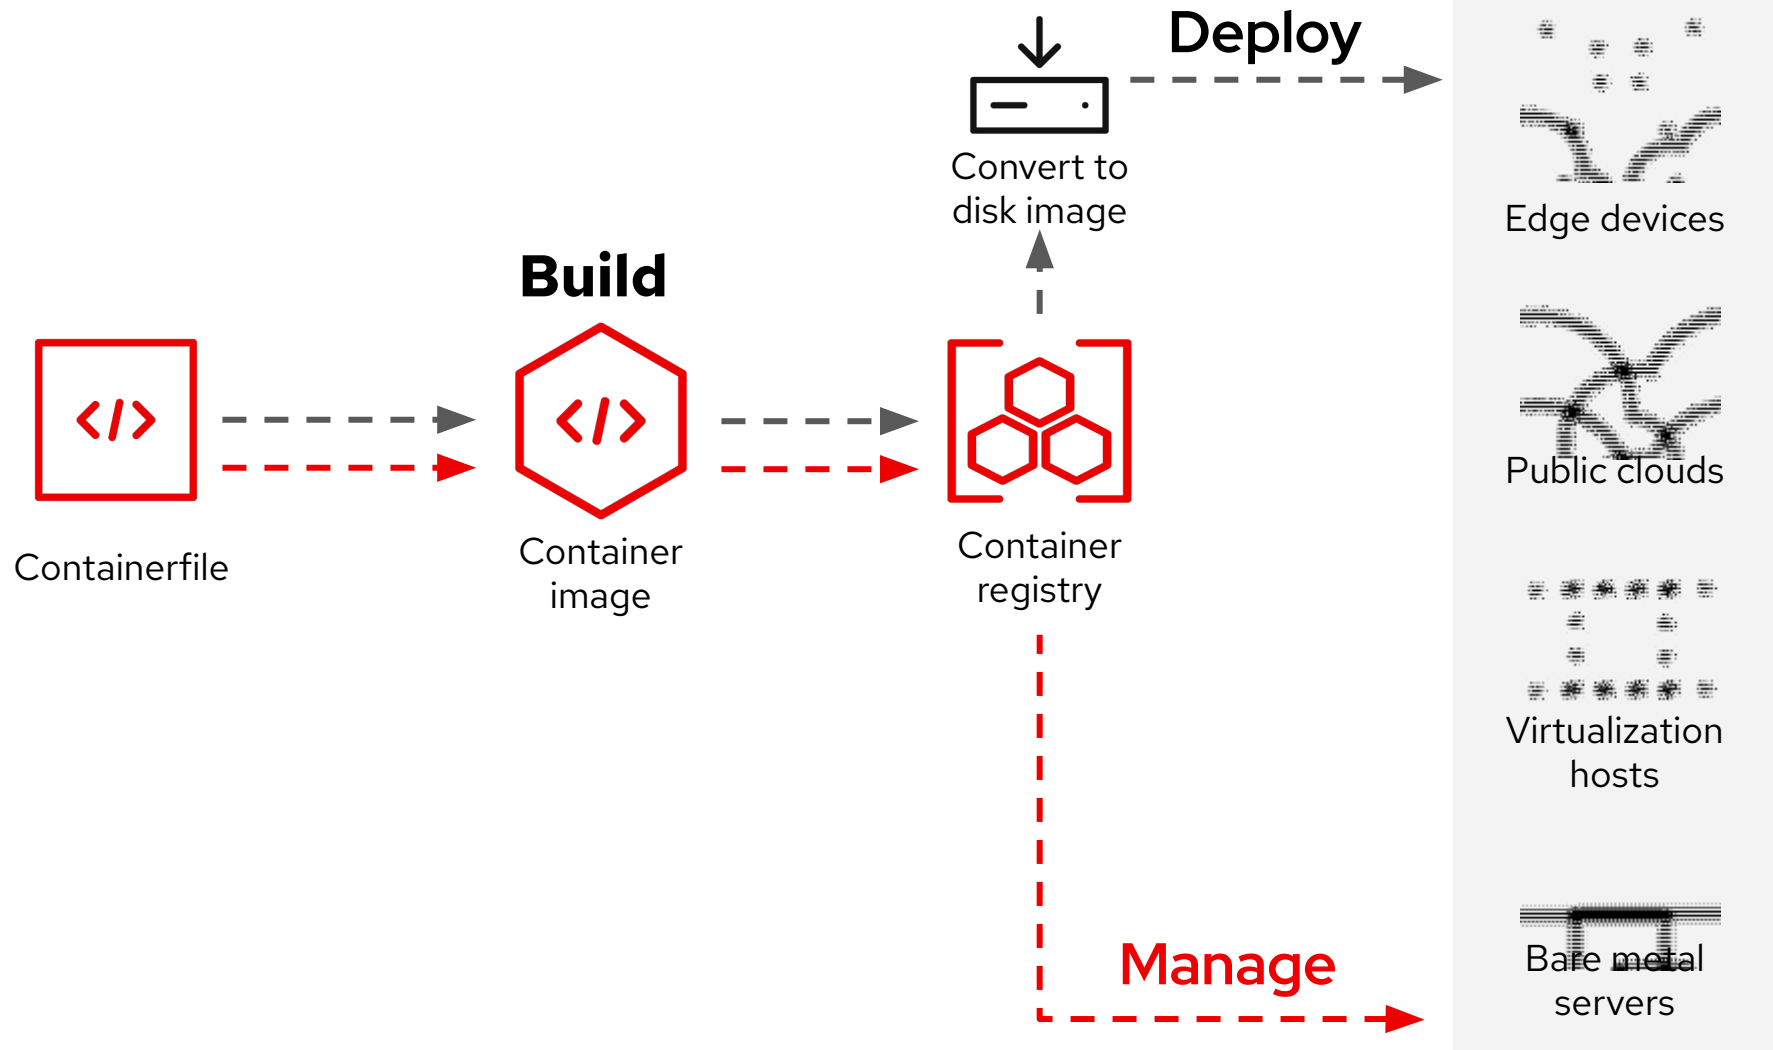 Deploy
Convert to
disk image
Edge devices
Build
</>
</>
Containerfile
Container
image
Container
registry
Public clouds
Virtualization
hosts
Manage
Bare metal
servers